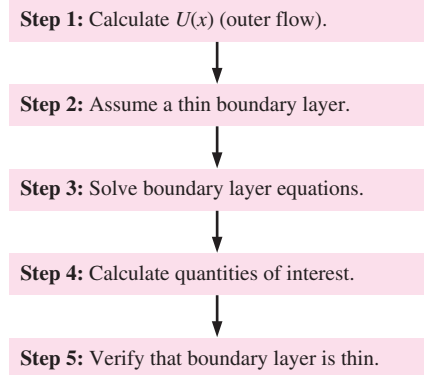 Step 1: Calculate U(x) (outer flow).
Step 2: Assume a thin boundary layer.
Step 3: Solve boundary layer equations.
Step 4: Calculate quantities of interest.
Step 5: Verify that boundary layer is thin.